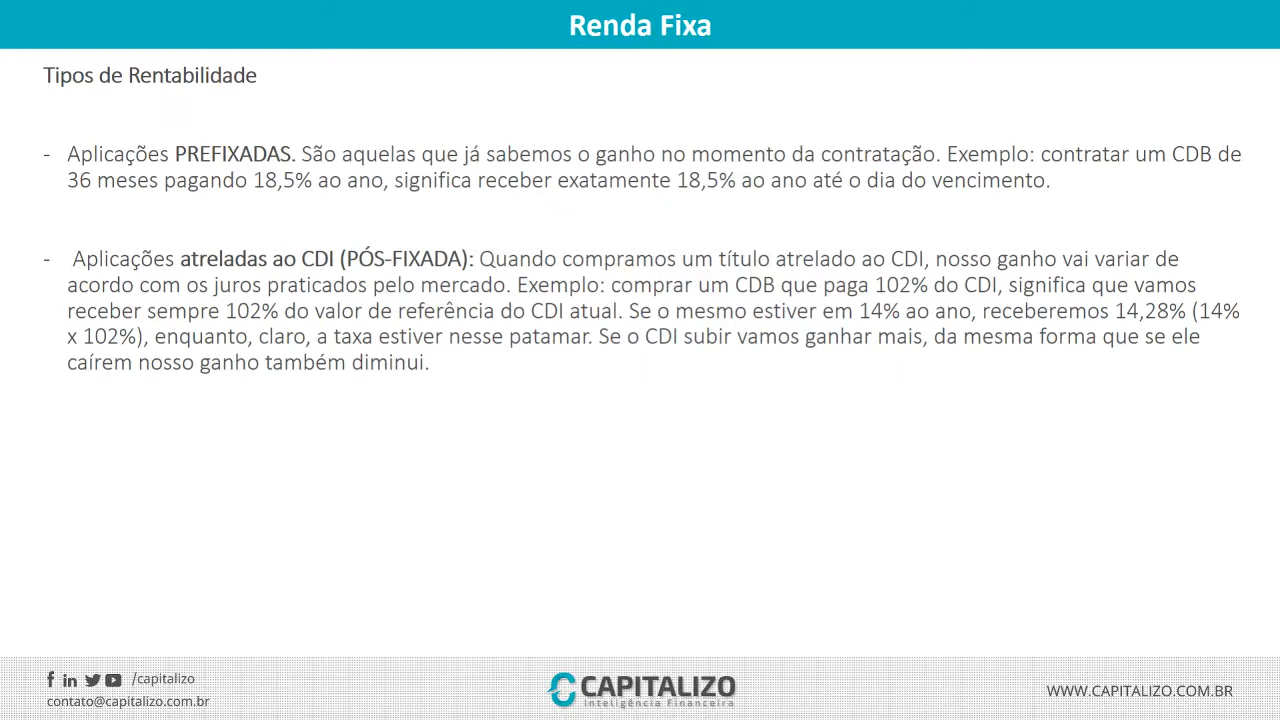 Renda Fixa
Tipos de Rentabilidade
- Aplicações PREFIXADAS. São aquelas que já sabemos o ganho no momento da contratação. Exemplo: contratar um CDB de
36 meses pagando 18,5% ao ano, significa receber exatamente 18,5% ao ano até o dia do vencimento.
- Aplicações atreladas ao CDI (PÓS-FIXADA): Quando compramos um título atrelado ao CDI, nosso ganho vai variar de
acordo com os juros praticados pelo mercado. Exemplo: comprar um CDB que paga 102% do CDI, significa que vamos
receber sempre 102% do valor de referência do CDI atual. Se o mesmo estiver em 14% ao ano, receberemos 14,28% (14%
x 102%), enquanto, claro, a taxa estiver nesse patamar. Se o CDI subir vamos ganhar mais, da mesma forma que se ele
caírem nosso ganho também diminui.
/capitalizo
contato@capitalizo.com.br
CAPITALIZO
Inteligência Financeira
WWW.CAPITALIZO.COM.BR